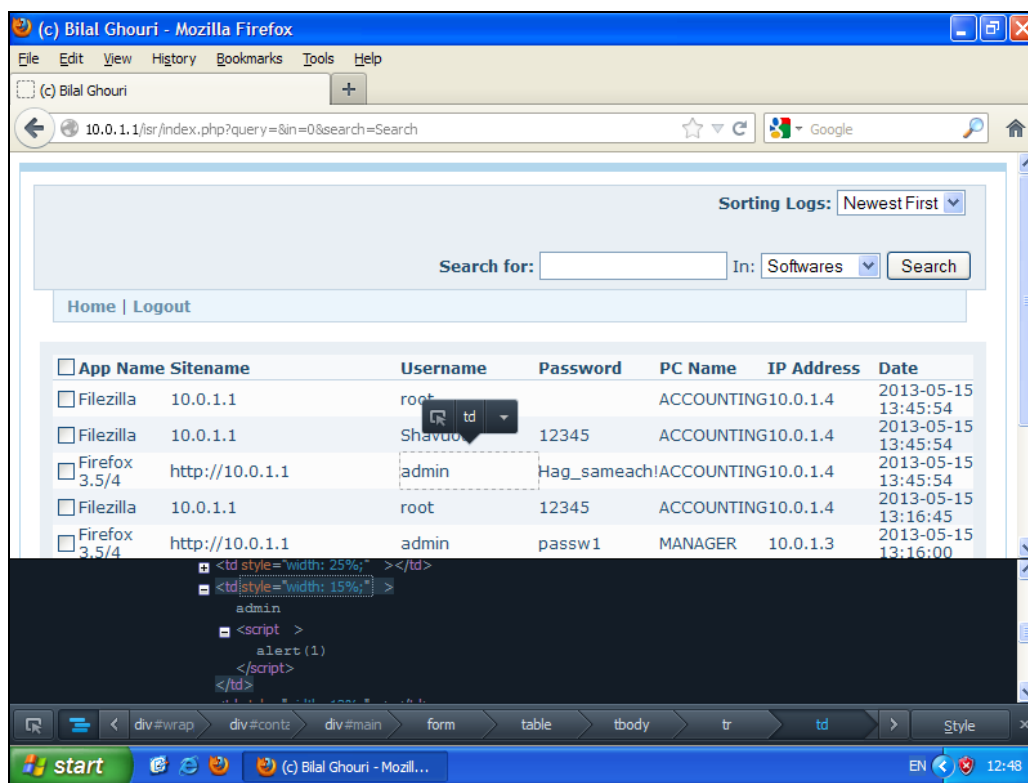 (c) Bilal Ghouri - Mozilla Firefox
File Edit View History Bookmarks Tools Help
(c) Bilal Ghouri +
10.0.1.1/isr/index.php?query=&in=0&search=Search Google
Sorting Logs: Newest First
Search for: In: Softwares Search
Home | Logout
App Name Sitename Username Password PC Name IP Address Date
Filezilla 10.0.1.1 root ACCOUNTING 10.0.1.4 2013-05-15 13:45:54
td
Filezilla 10.0.1.1 12345 ACCOUNTING 10.0.1.4 2013-05-15 13:45:54
Firefox 3.5/4 http://10.0.1.1 admin Hag_sameach! ACCOUNTING 10.0.1.4 2013-05-15 13:45:54
Filezilla 10.0.1.1 root 12345 ACCOUNTING 10.0.1.4 2013-05-15 13:16:45
Firefox 3.5/4 http://10.0.1.1 admin passw1 MANAGER 10.0.1.3 2013-05-15 13:16:00
<td style="width: 25%;" ></td>
<td style="width: 15%;" >
admin
<script >
alert(1)
</script>
</td>
div#wrap div#conta div#main form table tbody tr td Style
start (c) Bilal Ghouri - Mozill... EN 12:48